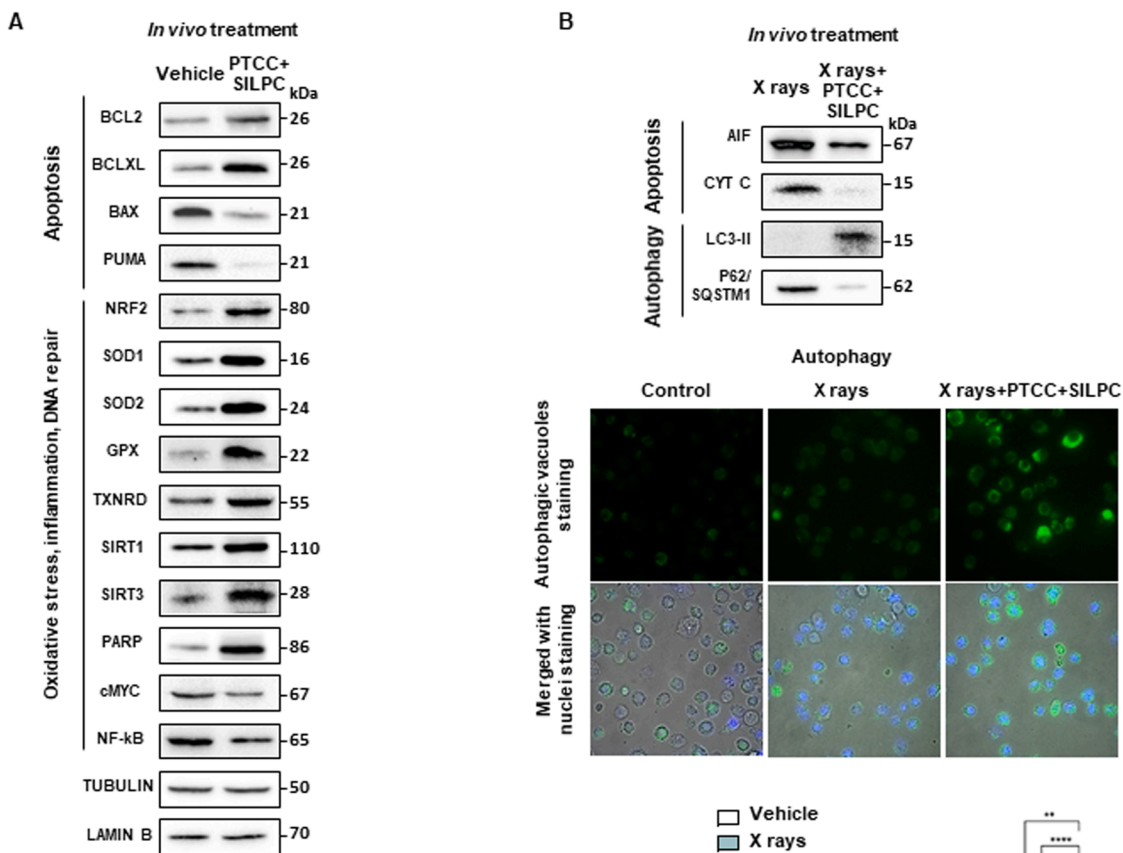 A
In vivo treatment
Vehicle PTCC+
SILPC
kDa
Apoptosis
BCL2 26
BCLXL 26
BAX 21
PUMA 21
Oxidative stress, inflammation, DNA repair
NRF2 80
SOD1 16
SOD2 24
GPX 22
TXNRD 55
SIRT1 110
SIRT3 28
PARP 86
cMYC 67
NF-kB 65
TUBULIN 50
LAMIN B 70
B
In vivo treatment
X rays X rays+
PTCC+
SILPC
kDa
Apoptosis
AIF 67
CYT C 15
Autophagy
LC3-II 15
P62/
SQSTM1 62
Autophagy
Control X rays X rays+PTCC+SILPC
Autophagic vacuoles
staining
Merged with
nuclei staining
Vehicle
X rays
**
****